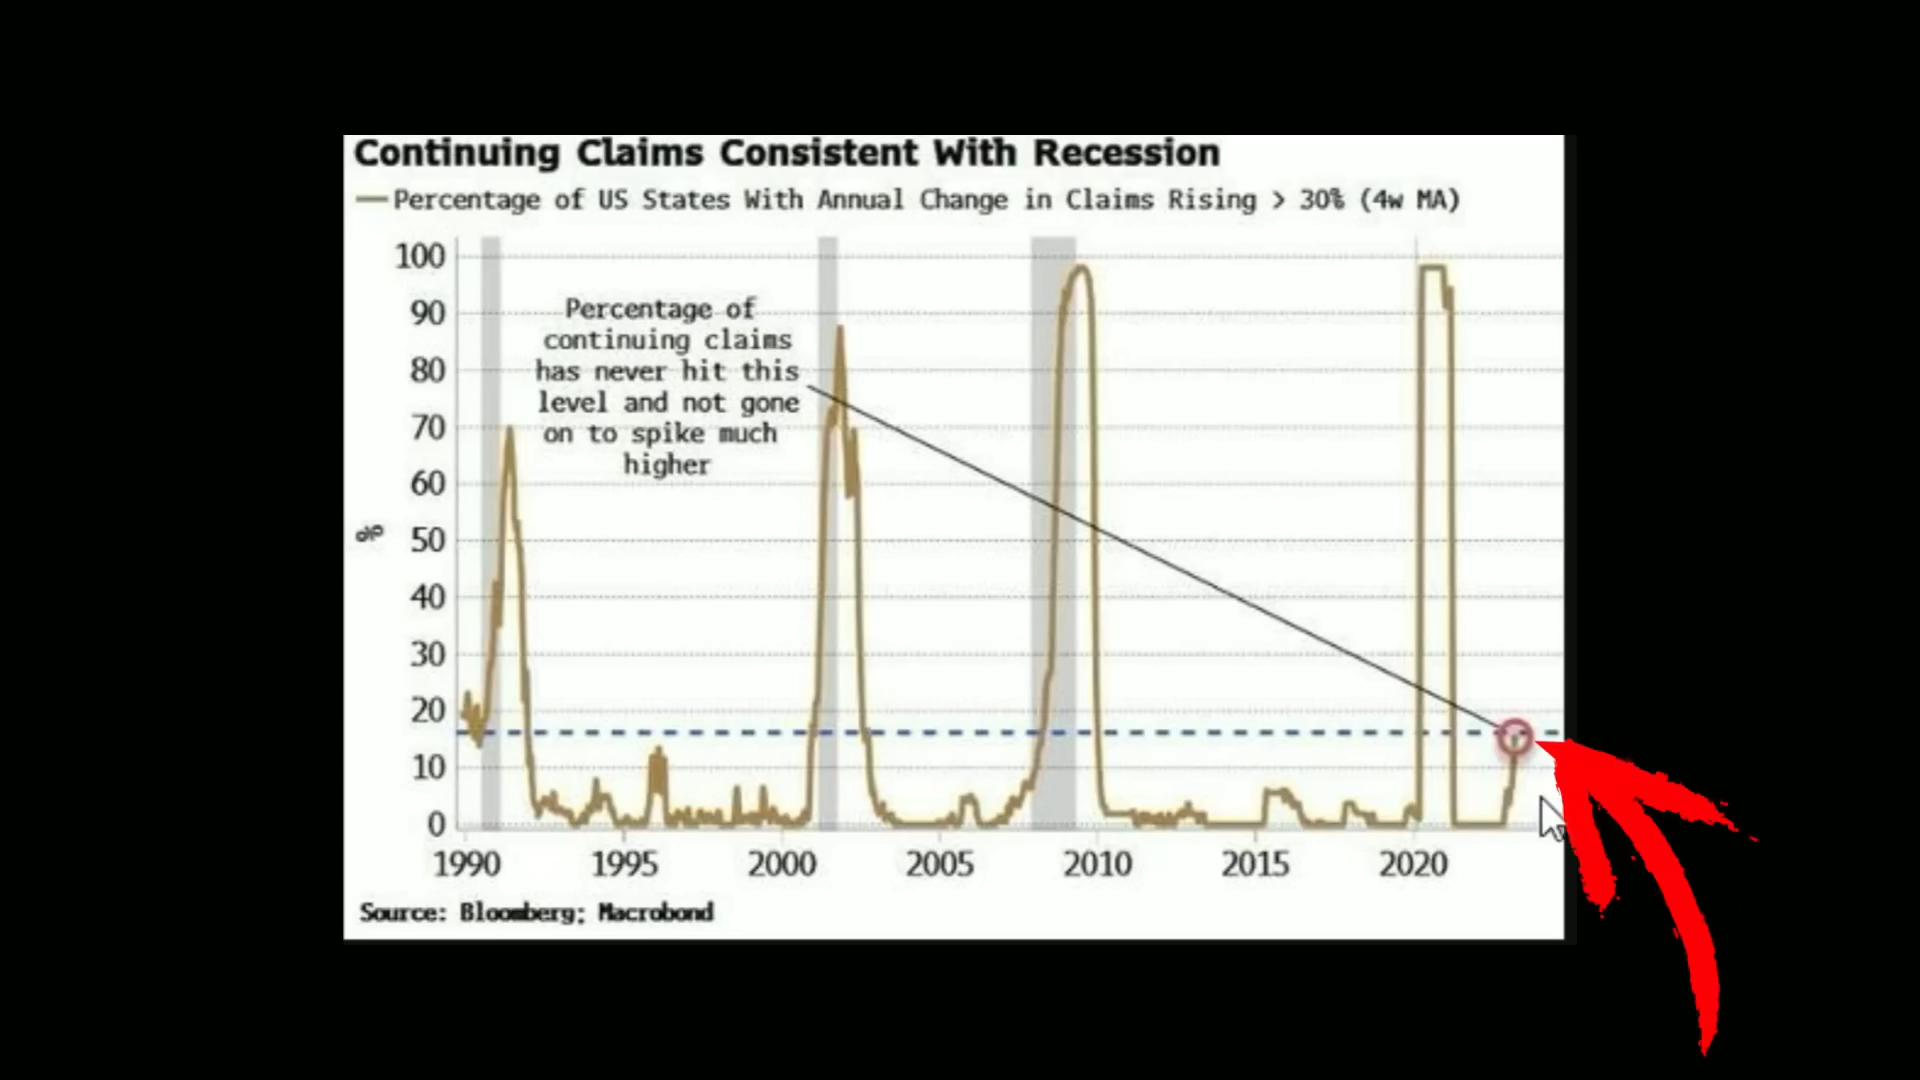 Continuing Claims Consistent With Recession
Percentage of US States With Annual Change in Claims Rising > 30% (4w MA)
100
90
80
70
60
50
40
30
20
10
0
%
Percentage of
continuing claims
has never hit this
level and not gone
on to spike much
higher
1990 1995 2000 2005 2010 2015 2020
Source: Bloomberg; Macrobond